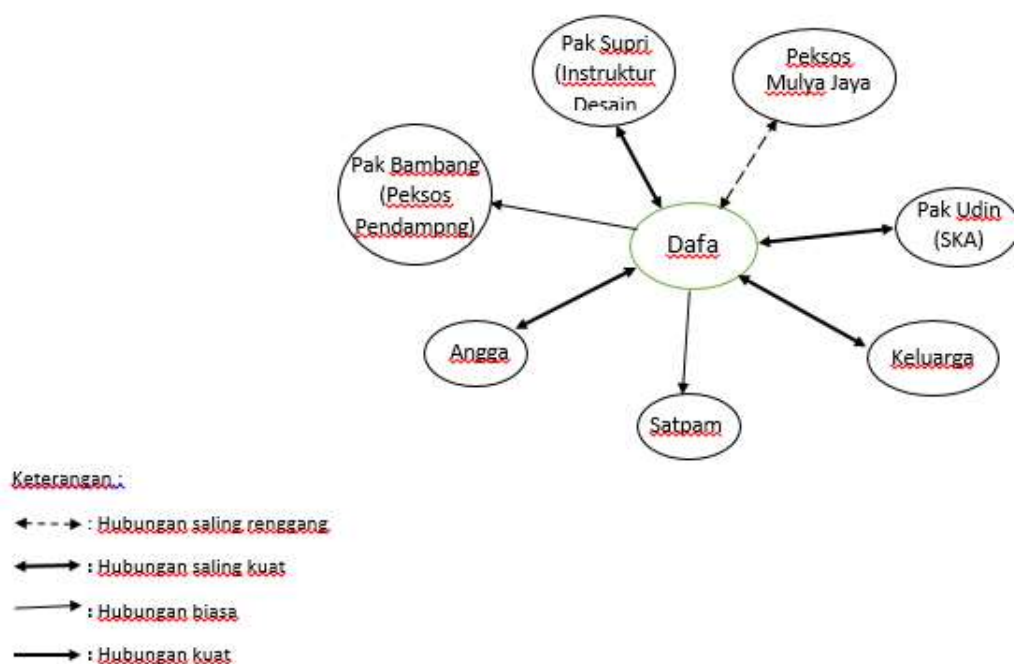 Pak Supri
(Instruktur
Desain
Peksos
Mulya Jaya
Pak Bambang
(Peksos
Pendampng)
Pak Udin
(SKA)
Dafa
Angga
Keluarga
Satpam
Keterangan :
: Hubungan saling renggang
: Hubungan saling kuat
: Hubungan biasa
: Hubungan kuat